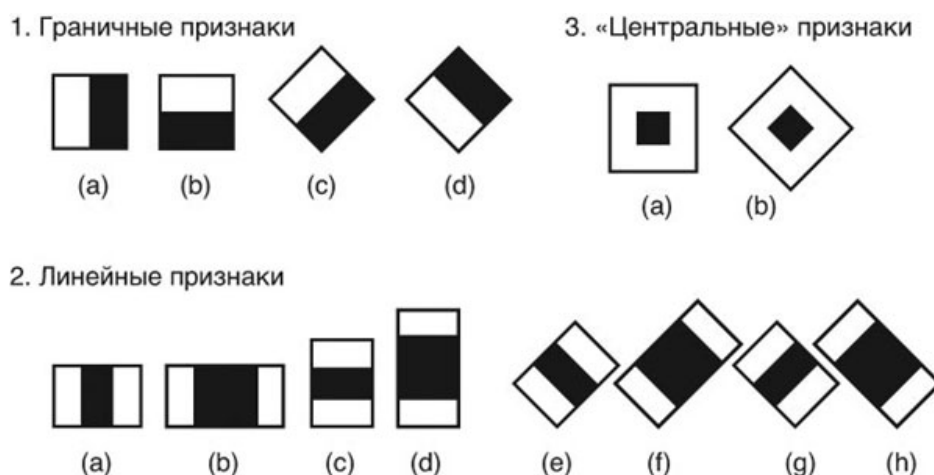 1. Граничные признаки
(a) (b) (c) (d)
3. «Центральные» признаки
(a) (b)
2. Линейные признаки
(a) (b) (c) (d) (e) (f) (g) (h)